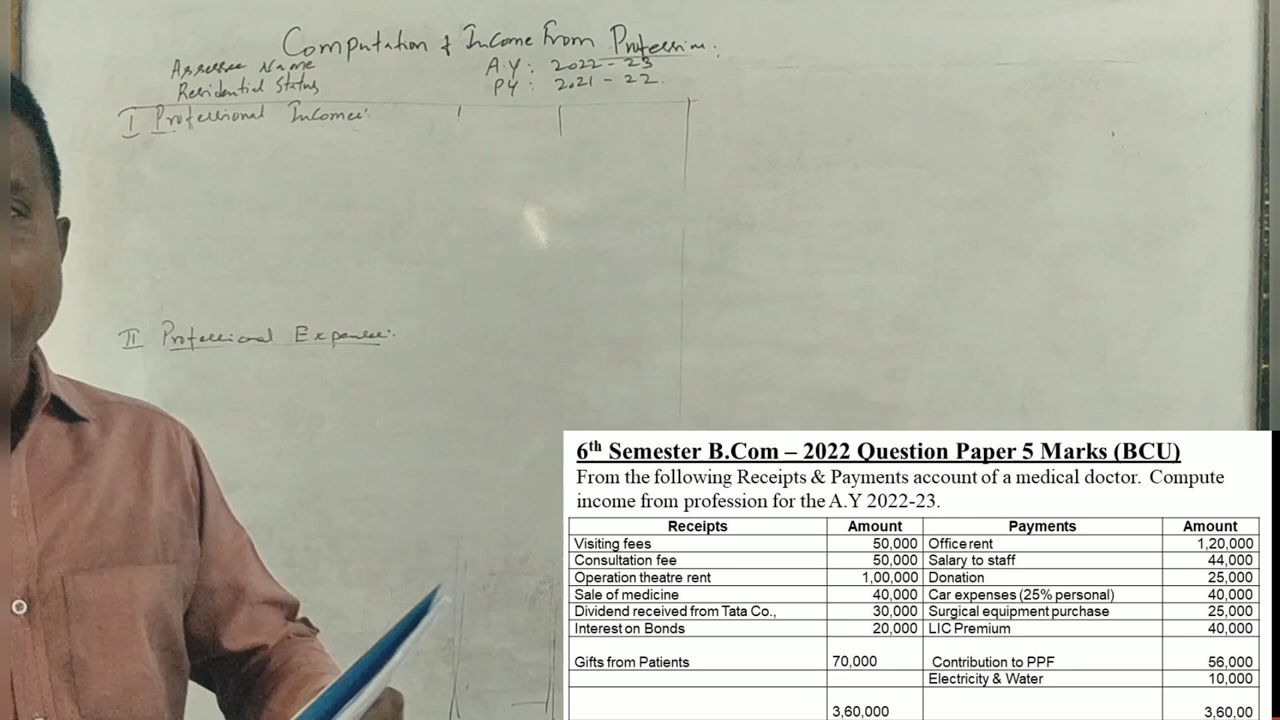 Computation of Income From Profession.
Assessee Name A.Y: 2022-23
Residential Status PY: 2021-22.
I Professional Incomes:
II Professional Expenses:
6th Semester B.Com – 2022 Question Paper 5 Marks (BCU)
From the following Receipts & Payments account of a medical doctor. Compute
income from profession for the A.Y 2022-23.
Receipts Amount Payments Amount
Visiting fees 50,000 Office rent 1,20,000
Consultation fee 50,000 Salary to staff 44,000
Operation theatre rent 1,00,000 Donation 25,000
Sale of medicine 40,000 Car expenses (25% personal) 40,000
Dividend received from Tata Co., 30,000 Surgical equipment purchase 25,000
Interest on Bonds 20,000 LIC Premium 40,000
Gifts from Patients 70,000 Contribution to PPF 56,000
Electricity & Water 10,000
3,60,000 3,60,00